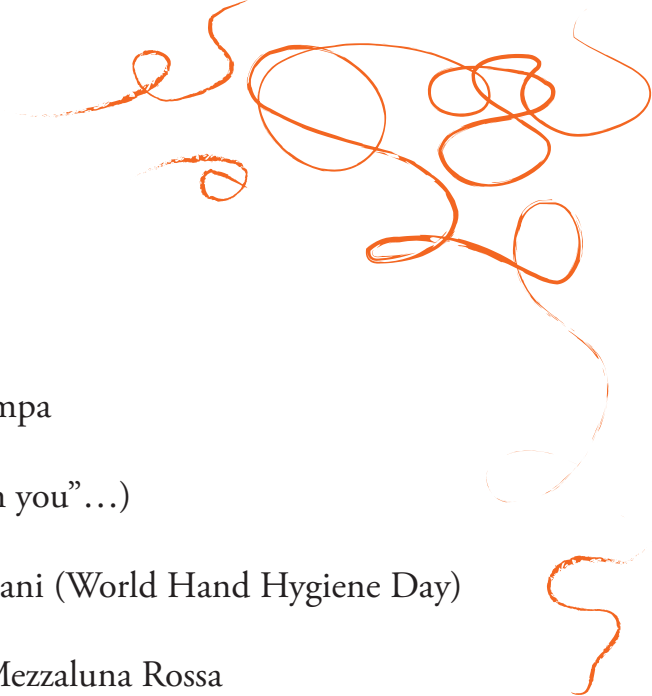 mpa
n you”…)
ani (World Hand Hygiene Day)
Mezzaluna Rossa